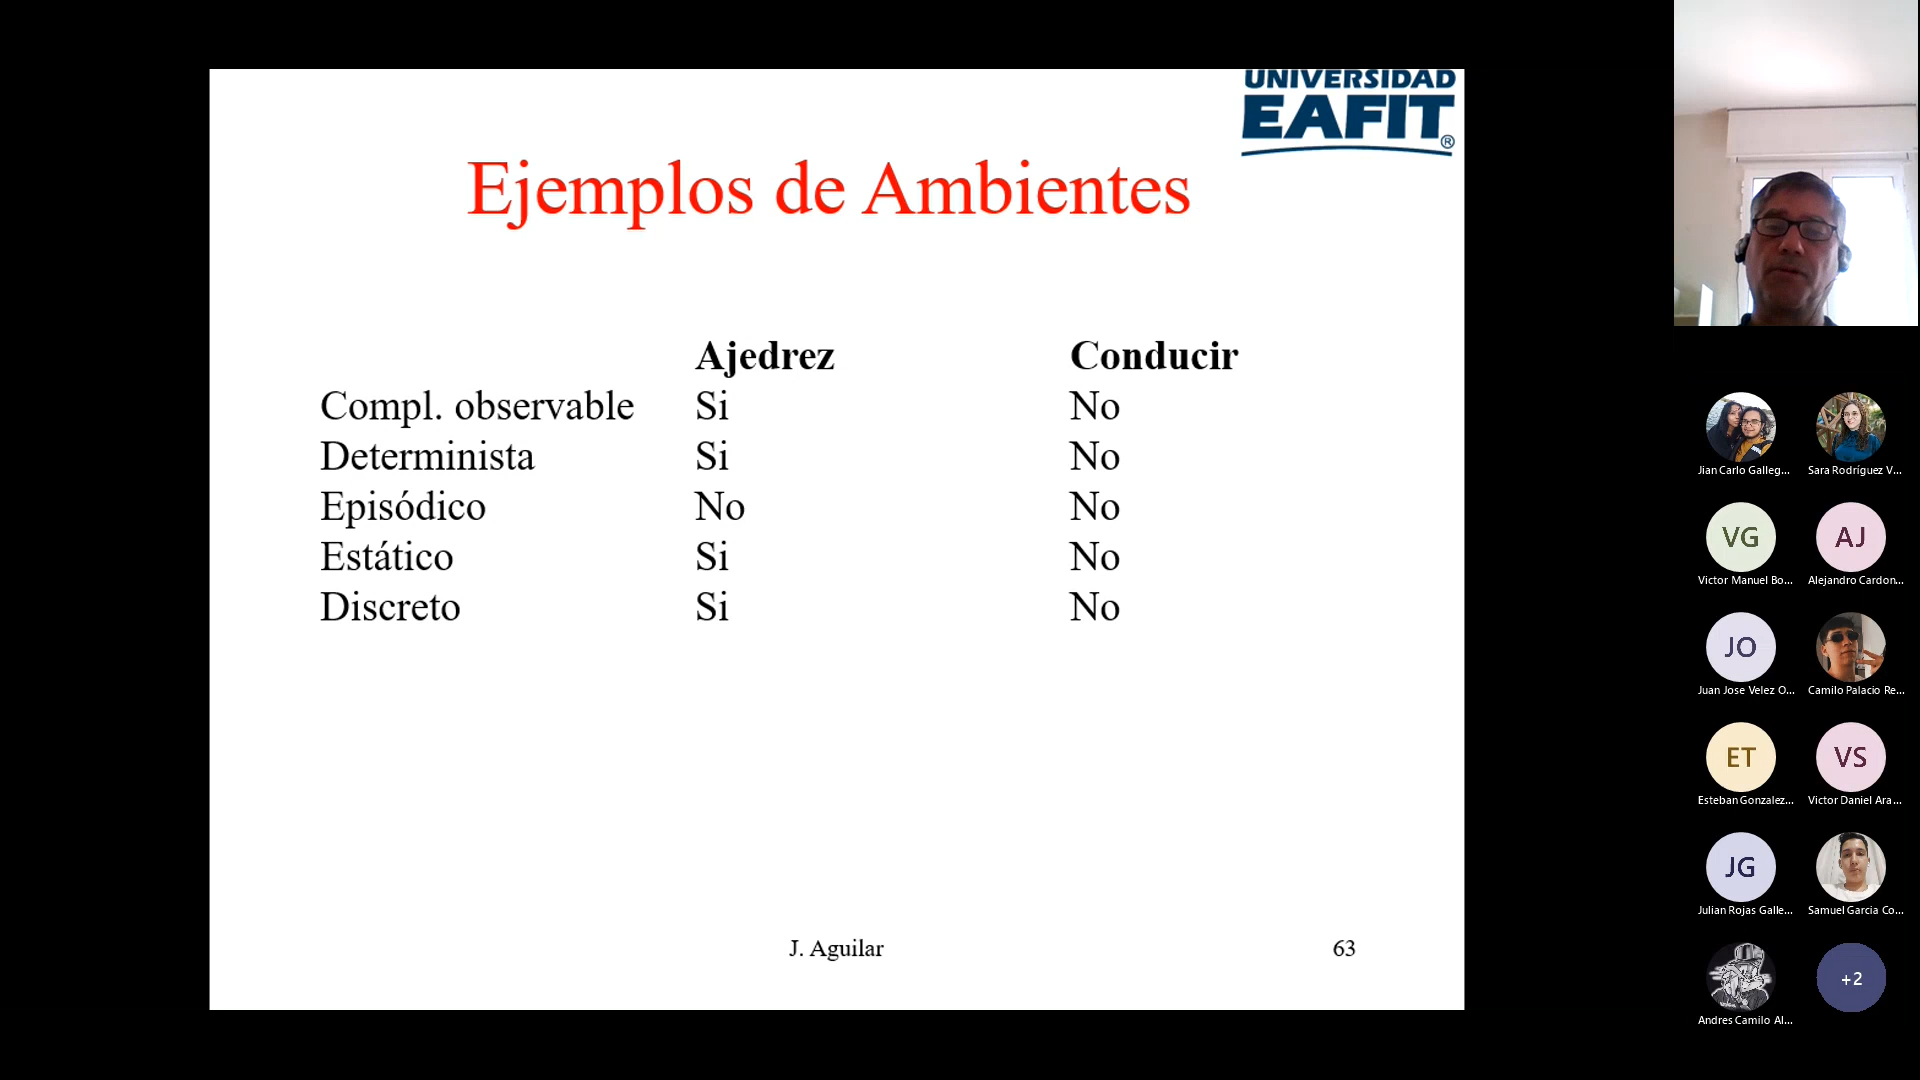 UNIVERSIDAD
EAFIT®
Ejemplos de Ambientes
Ajedrez Conducir
Compl. observable Si No
Determinista Si No
Episódico No No
Estático Si No
Discreto Si No
J. Aguilar 63
Jian Carlo Galleg... Sara Rodríguez V...
VG AJ
Victor Manuel Bo... Alejandro Cardon...
JO
Juan Jose Velez O... Camilo Palacio Re...
ET VS
Esteban Gonzalez... Victor Daniel Ara...
JG
Julian Rojas Galle... Samuel Garcia Co...
+2
Andres Camilo Al...